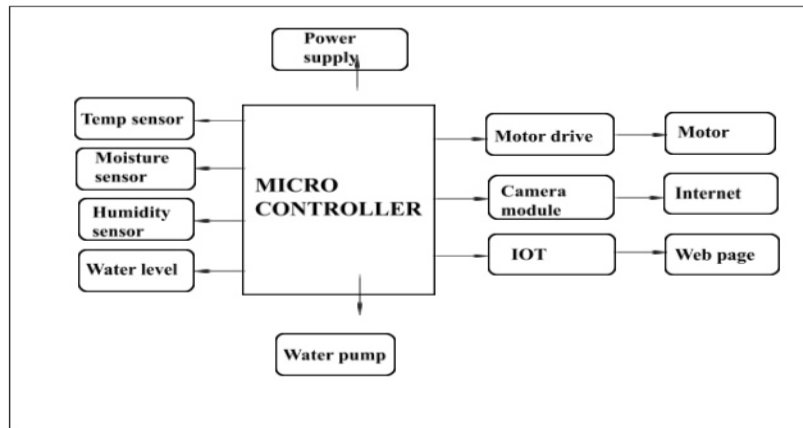 Power
supply
Temp sensor
Moisture
sensor
Humidity
sensor
Water level
MICRO
CONTROLLER
Motor drive
Motor
Camera
module
Internet
IOT
Web page
Water pump